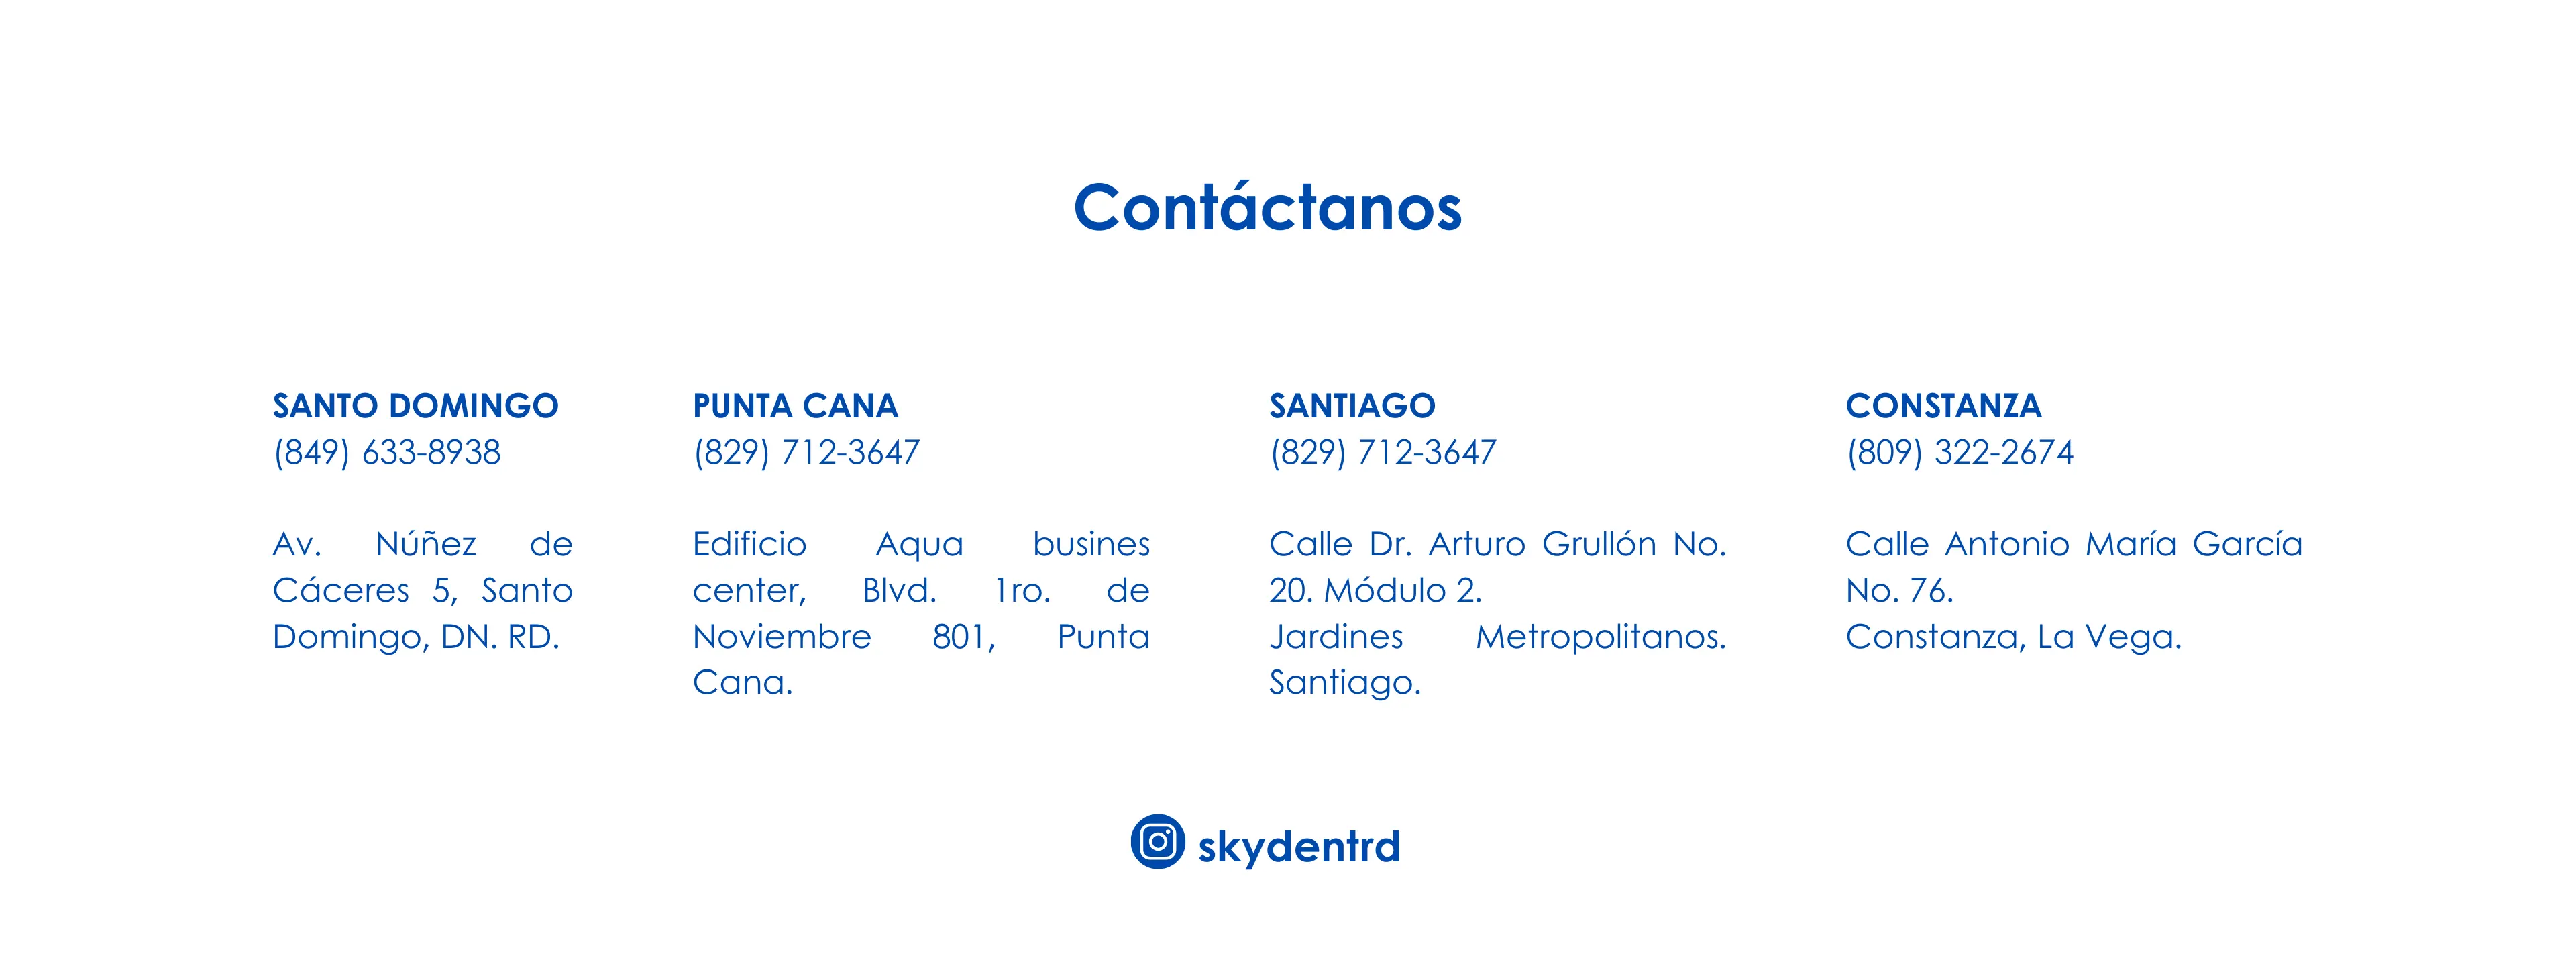 Contáctanos
SANTO DOMINGO
(849) 633-8938
Av. Núñez de
Cáceres 5, Santo
Domingo, DN. RD.
PUNTA CANA
(829) 712-3647
Edificio Aqua busines
center, Blvd. 1ro. de
Noviembre 801, Punta
Cana.
SANTIAGO
(829) 712-3647
Calle Dr. Arturo Grullón No.
20. Módulo 2.
Jardines Metropolitanos.
Santiago.
CONSTANZA
(809) 322-2674
Calle Antonio María García
No. 76.
Constanza, La Vega.
skydentrd